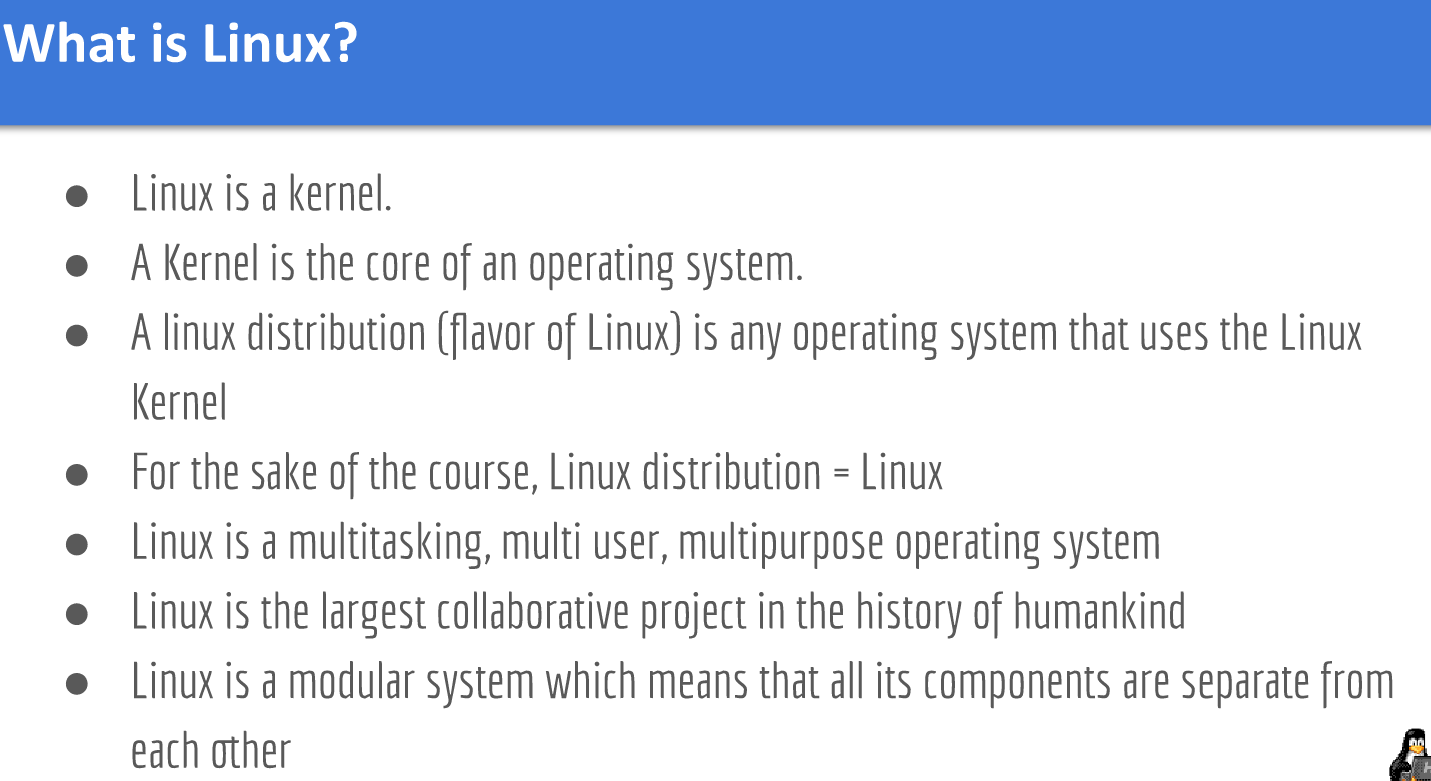 What is Linux?
● Linux is a kernel.
● A Kernel is the core of an operating system.
● A linux distribution (flavor of Linux) is any operating system that uses the Linux
Kernel
● For the sake of the course, Linux distribution = Linux
● Linux is a multitasking, multi user, multipurpose operating system
● Linux is the largest collaborative project in the history of humankind
● Linux is a modular system which means that all its components are separate from
each other